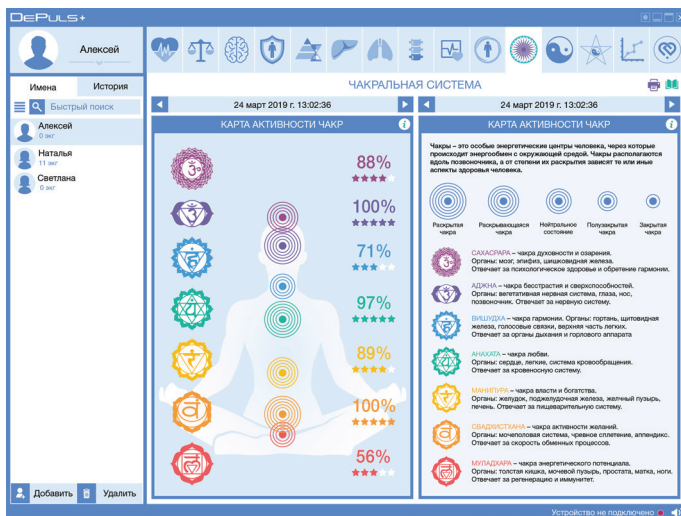 DePuls+
Алексей
Имена
История
Быстрый поиск
Алексей
0 экг
Наталья
11 экг
Светлана
0 экг
Добавить
Удалить
ЧАКРАЛЬНАЯ СИСТЕМА
24 март 2019 г. 13:02:36
КАРТА АКТИВНОСТИ ЧАКР
88%
100%
71%
97%
89%
100%
56%
24 март 2019 г. 13:02:36
КАРТА АКТИВНОСТИ ЧАКР
Чакры – это особые энергетические центры человека, через которые
происходит энергообмен с окружающей средой. Чакры располагаются
вдоль позвоночника, а от степени их раскрытия зависят те или иные
аспекты здоровья человека.
Раскрытая чакра
Раскрывающаяся чакра
Нейтральное состояние
Полузакрытая чакра
Закрытая чакра
САХАСРАРА – чакра духовности и озарения.
Органы: мозг, эпифиз, шишковидная железа.
Отвечает за психологическое здоровье и обретение гармонии.
АДЖНА – чакра бесстрастия и сверхспособностей.
Органы: вегетативная нервная система, глаза, нос,
позвоночник. Отвечает за нервную систему.
ВИШУДХА – чакра гармонии. Органы: гортань, щитовидная
железа, голосовые связки, верхняя часть легких.
Отвечает за органы дыхания и горлового аппарата
АНАХАТА – чакра любви.
Органы: сердце, легкие, система кровообращения.
Отвечает за кровеносную систему.
МАНИПУРА – чакра власти и богатства.
Органы: желудок, поджелудочная железа, желчный пузырь,
печень. Отвечает за пищеварительную систему.
СВАДХИСТХАНА – чакра активности желаний.
Органы: мочеполовая система, чревное сплетение, аппендикс.
Отвечает за скорость обменных процессов.
МУЛАДХАРА – чакра энергетического потенциала.
Органы: толстая кишка, мочевой пузырь, простата, матка, ноги.
Отвечает за регенерацию и иммунитет.
Устройство не подключено